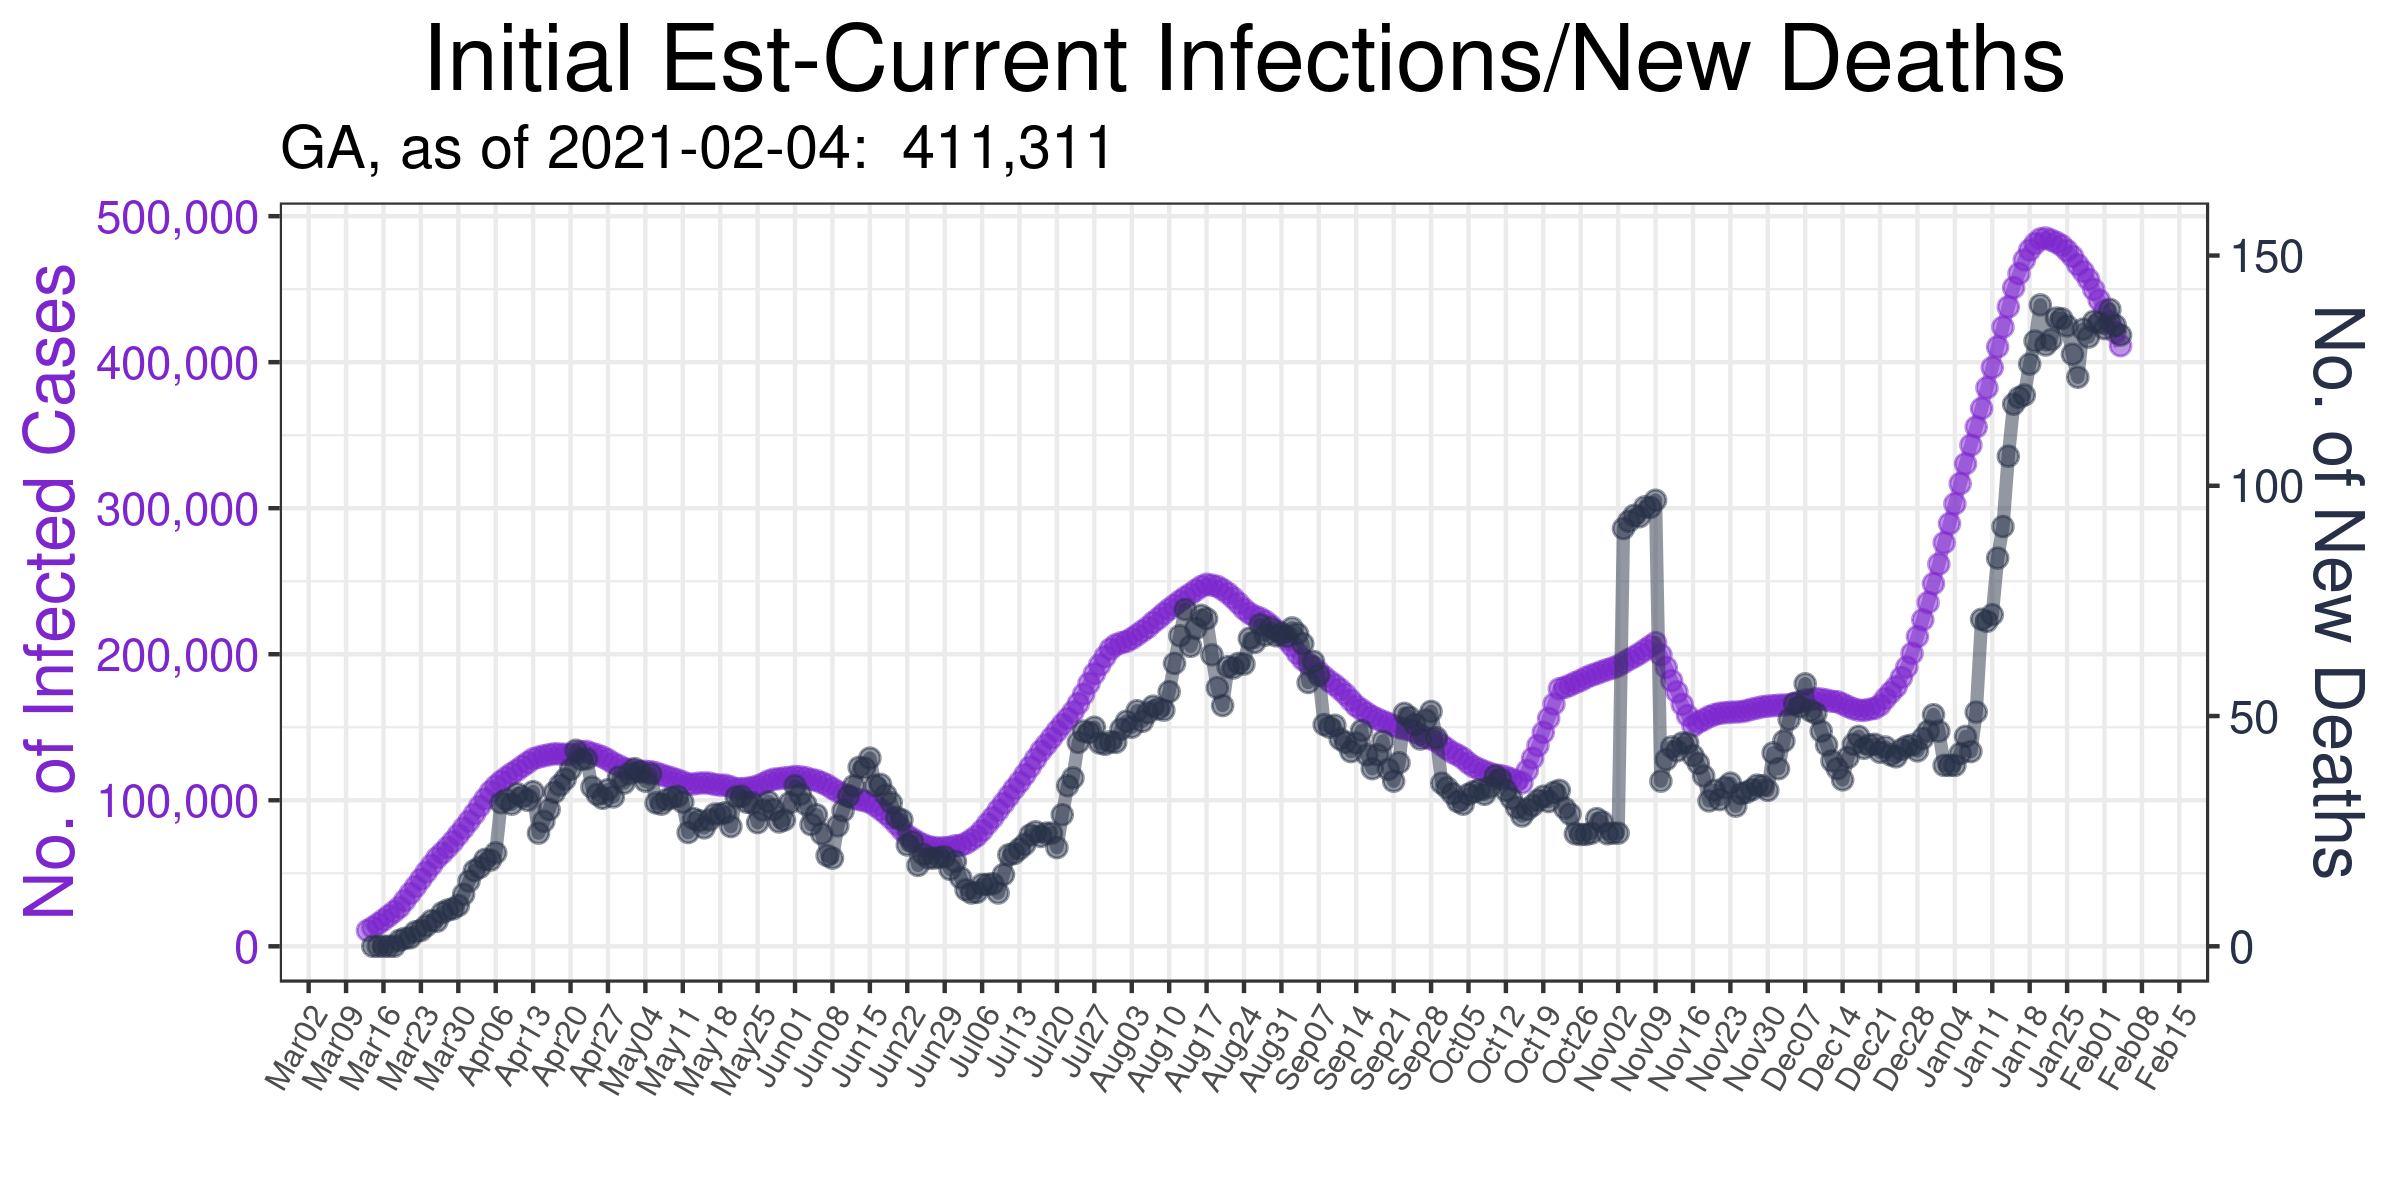 Initial Est-Current Infections/New Deaths
GA, as of 2021-02-04:  411,311
No. of Infected Cases
500,000
400,000
300,000
200,000
100,000
0
150
100
50
0
No. of New Deaths
Mar02
Mar09
Mar16
Mar23
Mar30
Apr06
Apr13
Apr20
Apr27
May04
May11
May18
May25
Jun01
Jun08
Jun15
Jun22
Jun29
Jul06
Jul13
Jul20
Jul27
Aug03
Aug10
Aug17
Aug24
Aug31
Sep07
Sep14
Sep21
Sep28
Oct05
Oct12
Oct19
Oct26
Nov02
Nov09
Nov16
Nov23
Nov30
Dec07
Dec14
Dec21
Dec28
Jan04
Jan11
Jan18
Jan25
Feb01
Feb08
Feb15